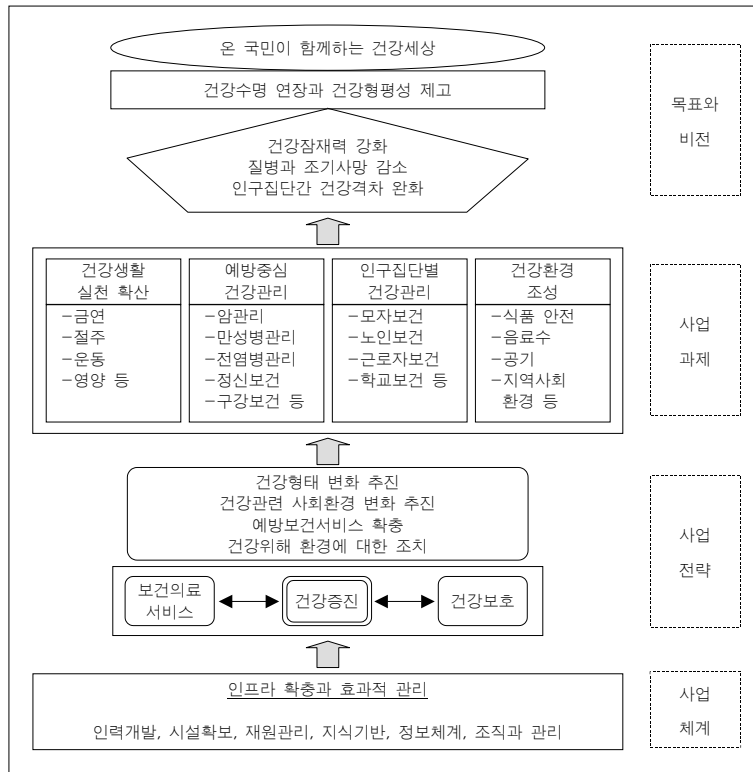 온 국민이 함께하는 건강세상
건강수명 연장과 건강형평성 제고
건강잠재력 강화
질병과 조기사망 감소
인구집단간 건강격차 완화
목표와
비전
건강생활
실천 확산
-금연
-절주
-운동
-영양 등
예방중심
건강관리
-암관리
-만성병관리
-전염병관리
-정신보건
-구강보건 등
인구집단별
건강관리
-모자보건
-노인보건
-근로자보건
-학교보건 등
건강환경
조성
-식품 안전
-음료수
-공기
-지역사회
환경 등
사업
과제
건강형태 변화 추진
건강관련 사회환경 변화 추진
예방보건서비스 확충
건강위해 환경에 대한 조치
보건의료
서비스
건강증진
건강보호
사업
전략
인프라 확충과 효과적 관리
인력개발, 시설확보, 재원관리, 지식기반, 정보체계, 조직과 관리
사업
체계